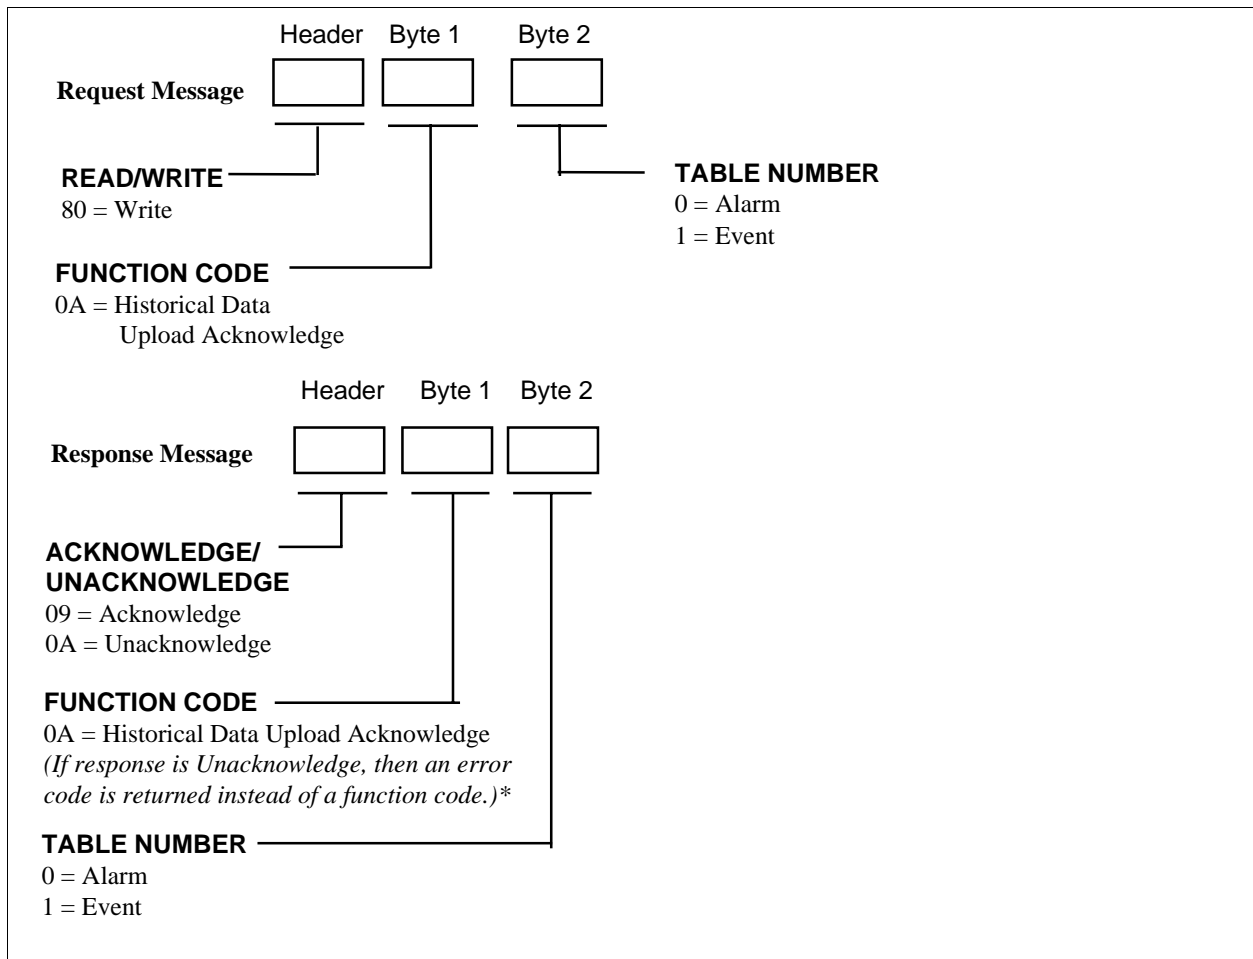 Header Byte 1 Byte 2
Request Message
READ/WRITE
80 = Write
TABLE NUMBER
0 = Alarm
1 = Event
FUNCTION CODE
0A = Historical Data
Upload Acknowledge
Header Byte 1 Byte 2
Response Message
ACKNOWLEDGE/
UNACKNOWLEDGE
09 = Acknowledge
0A = Unacknowledge
FUNCTION CODE
0A = Historical Data Upload Acknowledge
(If response is Unacknowledge, then an error
code is returned instead of a function code.)*
TABLE NUMBER
0 = Alarm
1 = Event